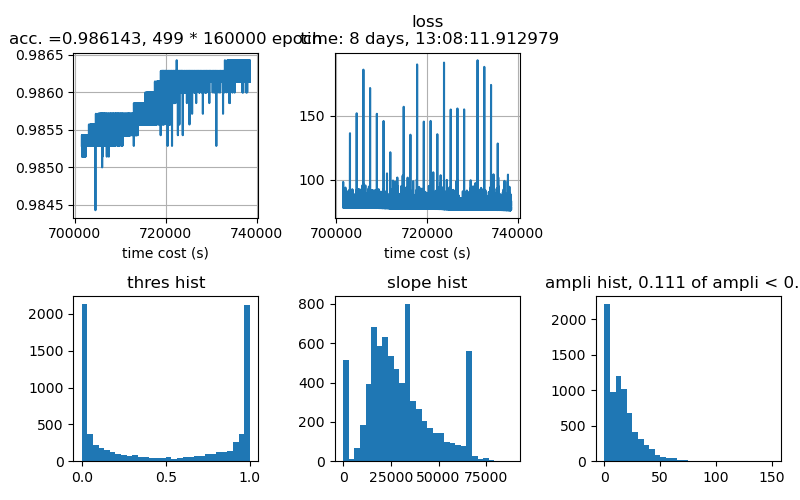 acc. =0.986143, 499 * 160000 epoch
loss
time: 8 days, 13:08:11.912979
0.9865
0.9860
0.9855
0.9850
0.9845
700000 720000 740000
time cost (s)
150
100
700000 720000 740000
time cost (s)
thres hist
2000
1500
1000
500
0
0.0 0.5 1.0
slope hist
800
600
400
200
0
0 25000 50000 75000
ampli hist, 0.111 of ampli < 0.
2000
1500
1000
500
0
0 50 100 150